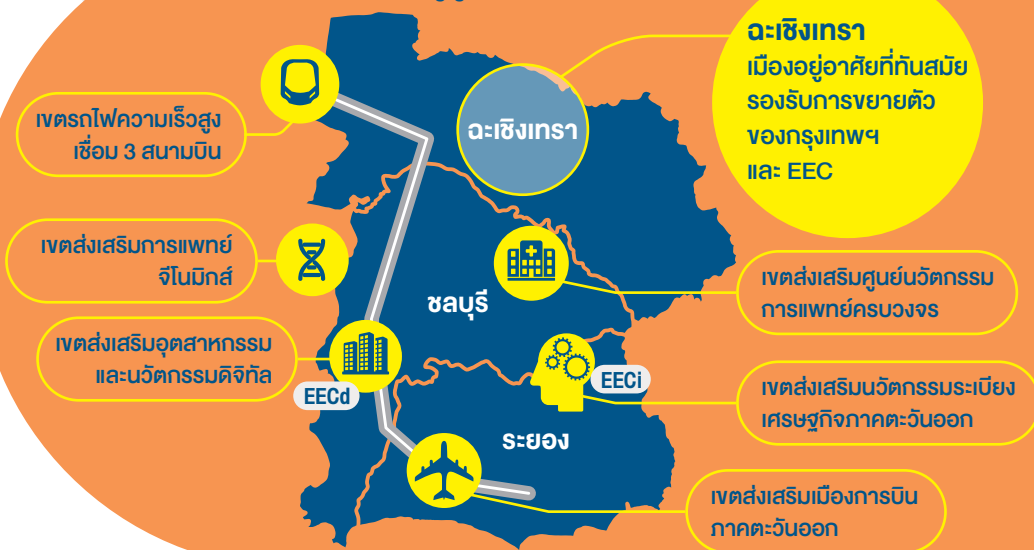 ฉะเชิงเทรา
เมืองอยู่อาศัยที่ทันสมัย
รองรับการขยายตัว
ของกรุงเทพฯ
และ EEC
เขตรถไฟความเร็วสูง
เชื่อม 3 สนามบิน
ฉะเชิงเทรา
เขตส่งเสริมการแพทย์
จีโนมิกส์
เขตส่งเสริมศูนย์นวัตกรรม
การแพทย์ครบวงจร
ชลบุรี
เขตส่งเสริมอุตสาหกรรม
และนวัตกรรมดิจิทัล
EECd
EECi
เขตส่งเสริมนวัตกรรมระเบียง
เศรษฐกิจภาคตะวันออก
ระยอง
เขตส่งเสริมเมืองการบิน
ภาคตะวันออก